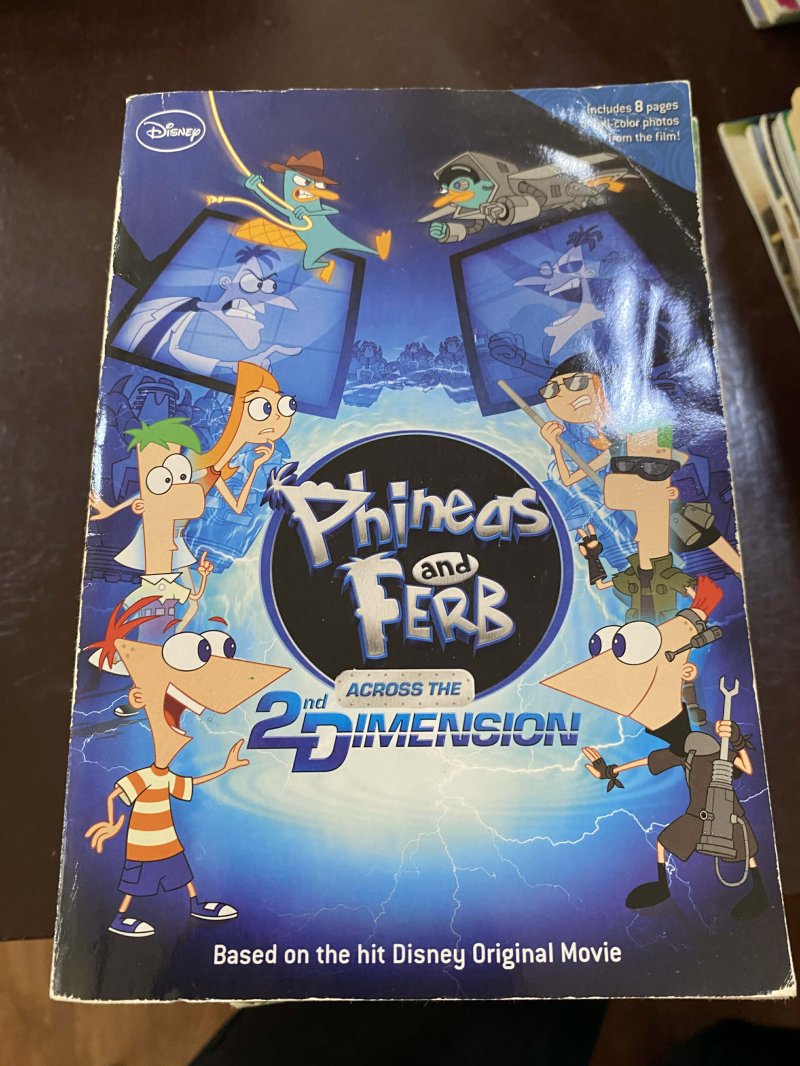 Disney
Includes 8 pages
full-color photos
from the film!
Phineas
and
Ferb
ACROSS THE
2nd
DIMENSION
Based on the hit Disney Original Movie